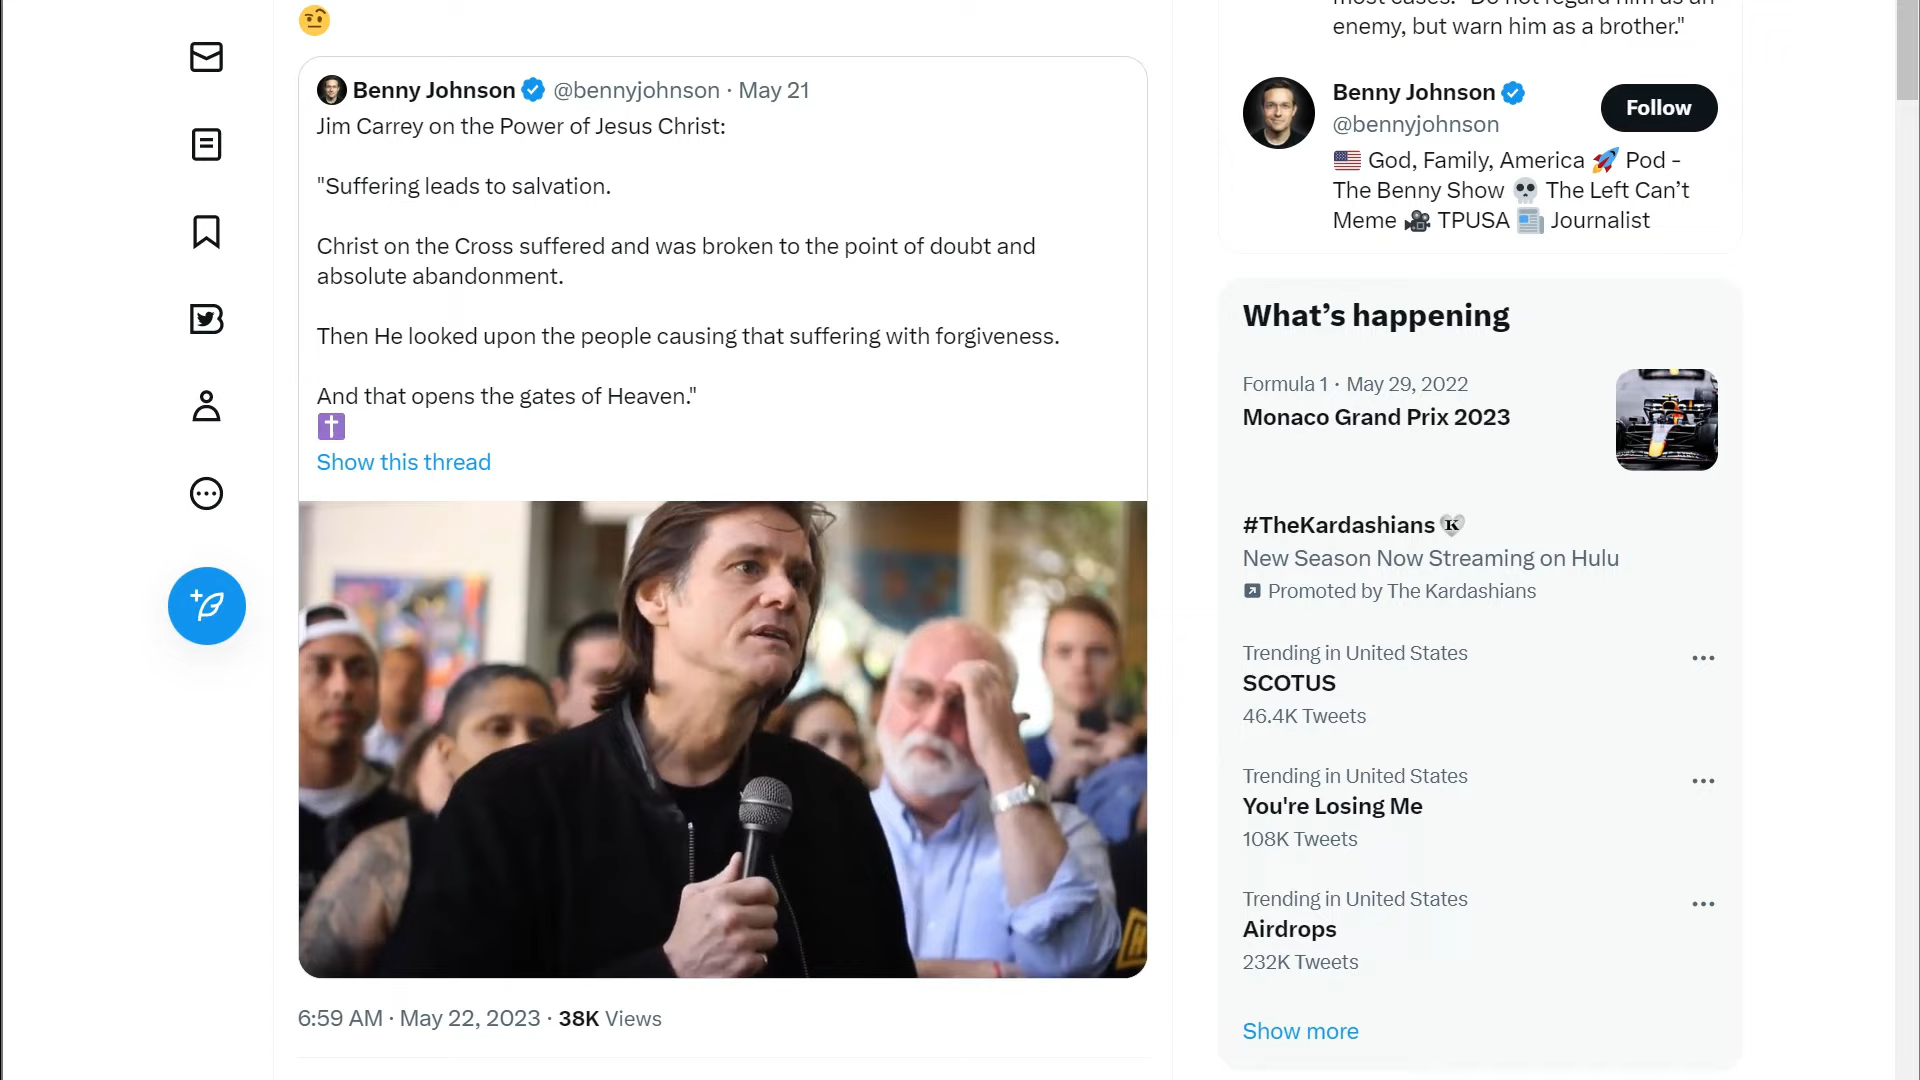 Benny Johnson @bennyjohnson · May 21
Jim Carrey on the Power of Jesus Christ:
"Suffering leads to salvation.
Christ on the Cross suffered and was broken to the point of doubt and
absolute abandonment.
Then He looked upon the people causing that suffering with forgiveness.
And that opens the gates of Heaven."
Show this thread
6:59 AM · May 22, 2023 · 38K Views
enemy, but warn him as a brother."
Benny Johnson
@bennyjohnson
Follow
God, Family, America Pod -
The Benny Show The Left Can’t
Meme TPUSA Journalist
What’s happening
Formula 1 · May 29, 2022
Monaco Grand Prix 2023
#TheKardashians
New Season Now Streaming on Hulu
Promoted by The Kardashians
Trending in United States
SCOTUS
46.4K Tweets
Trending in United States
You're Losing Me
108K Tweets
Trending in United States
Airdrops
232K Tweets
Show more